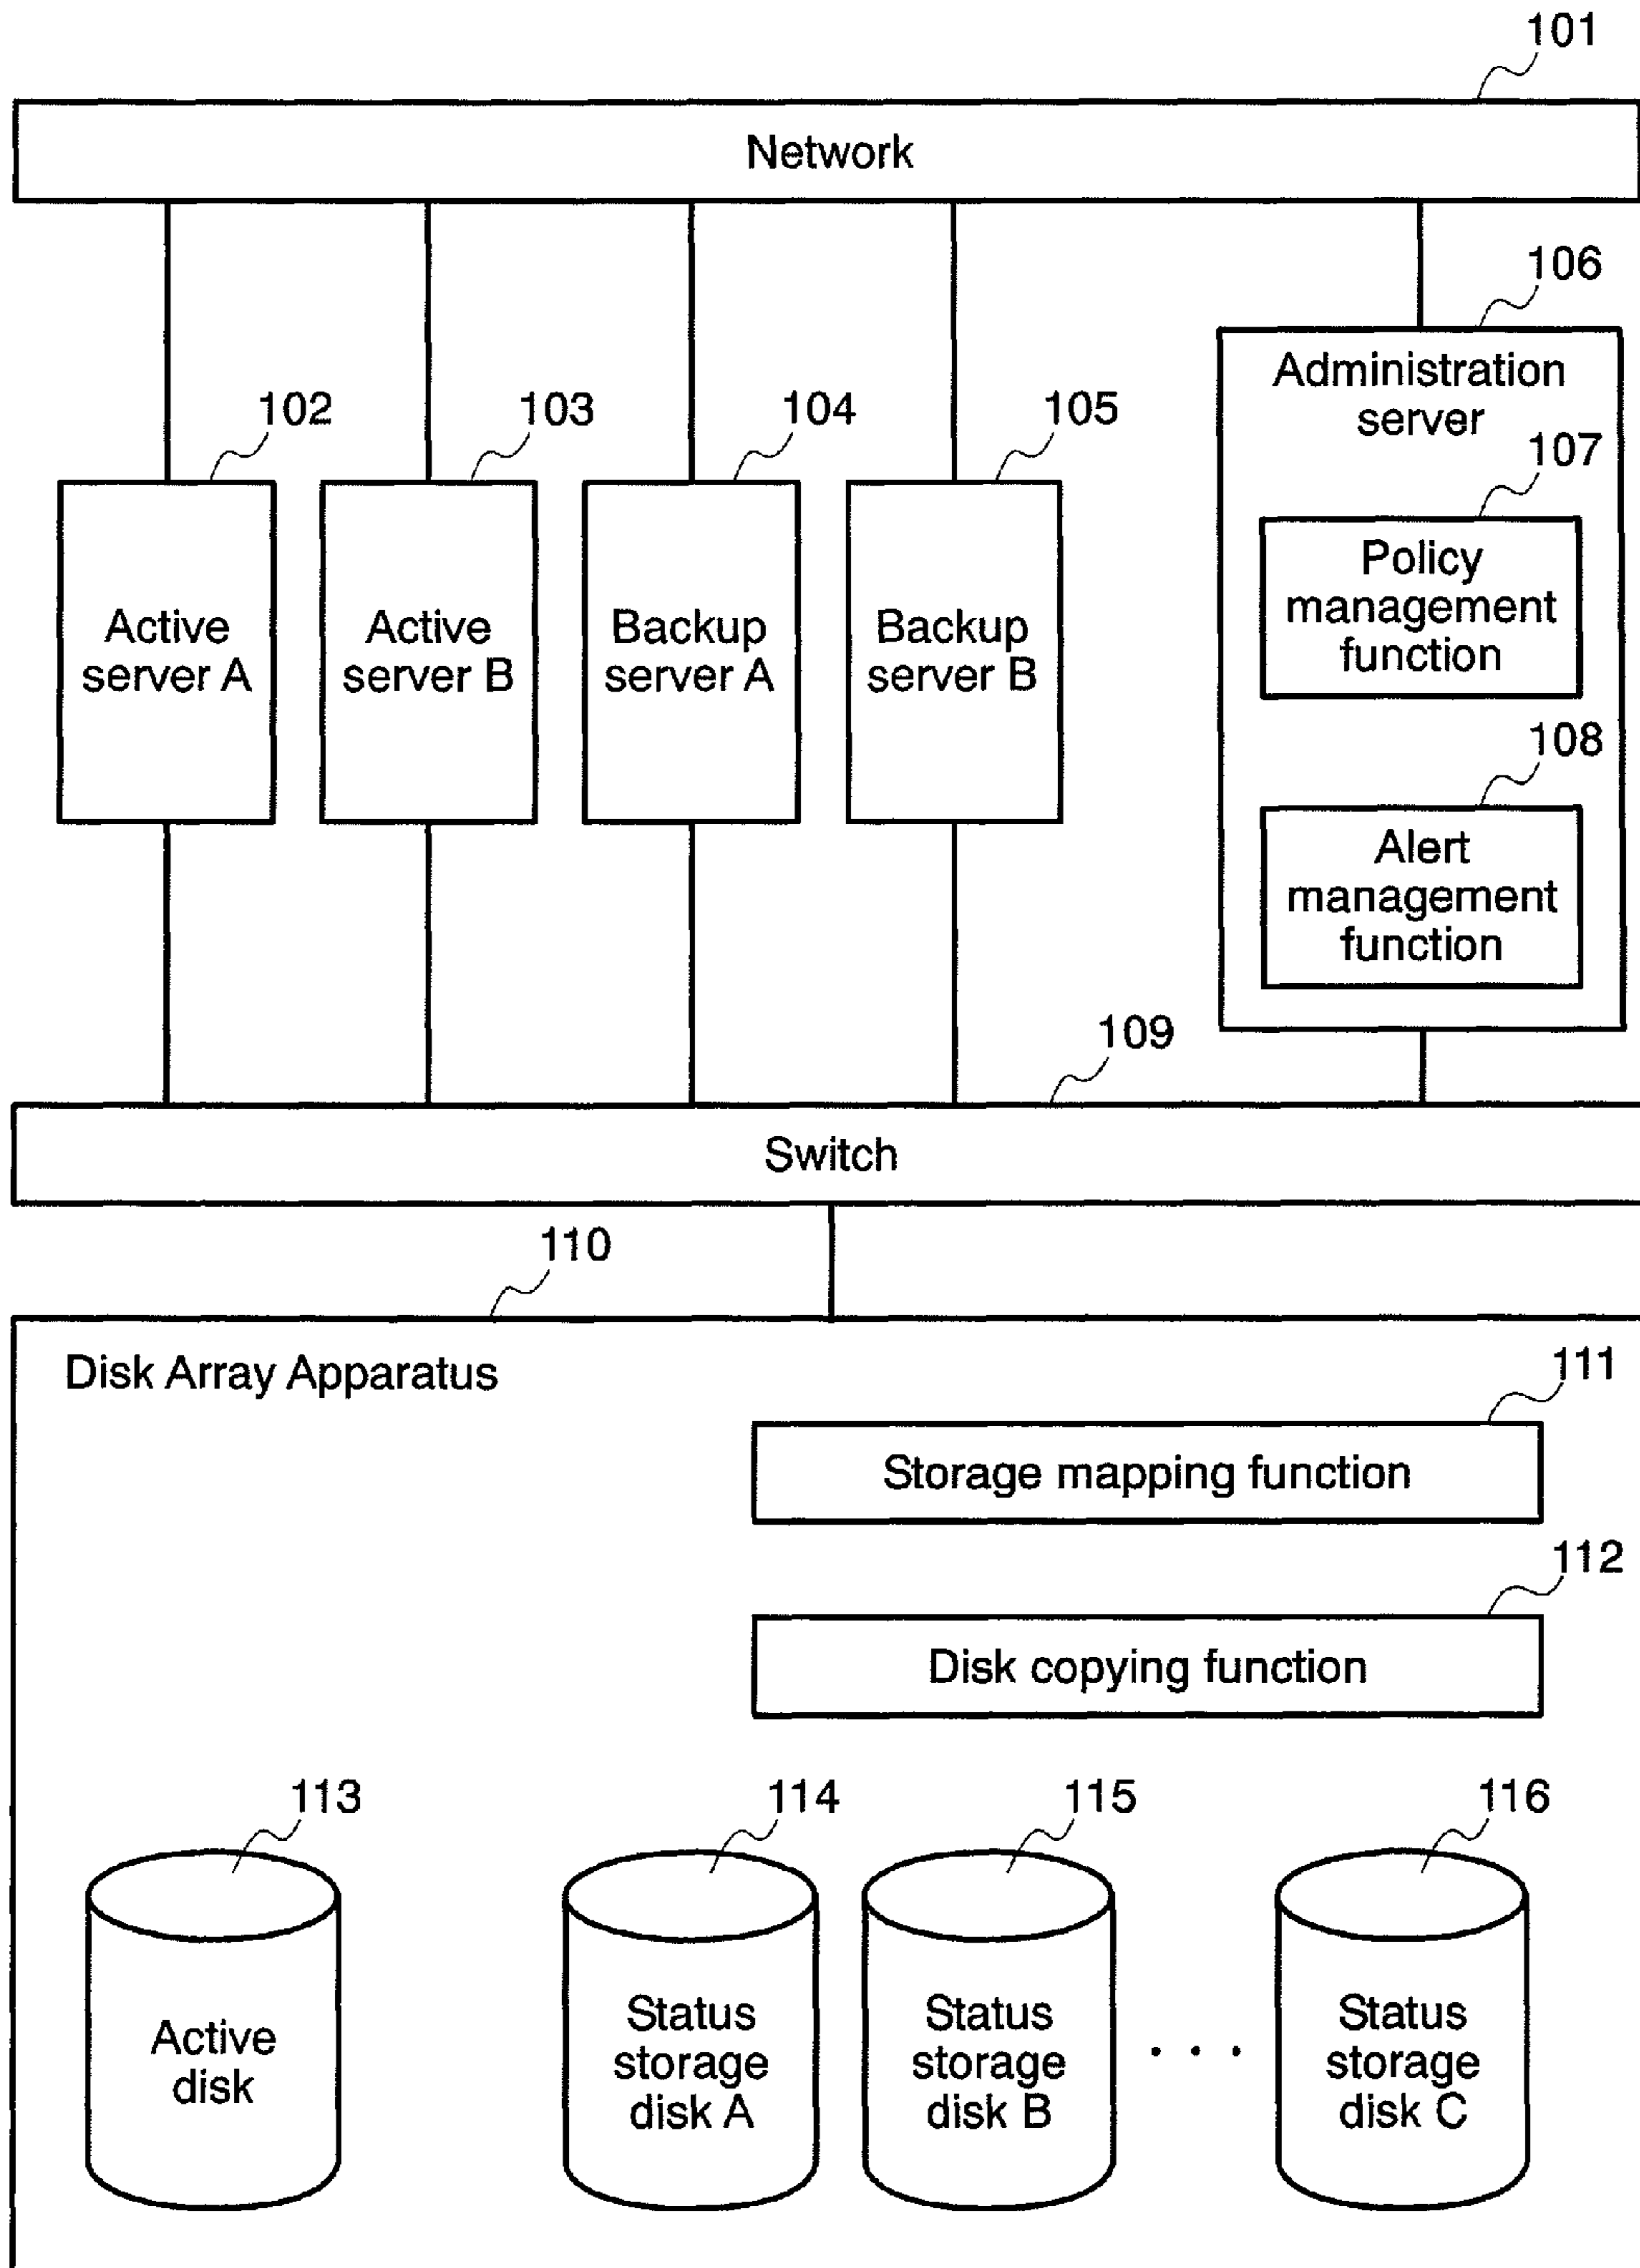 101
Network
106
Administration
server
102
103
104
105
107
Active
server A
Active
server B
Backup
server A
Backup
server B
Policy
management
function
108
Alert
management
function
109
Switch
110
Disk Array Apparatus
111
Storage mapping function
112
Disk copying function
113
114
115
116
Active
disk
Status
storage
disk A
Status
storage
disk B
. . .
Status
storage
disk C